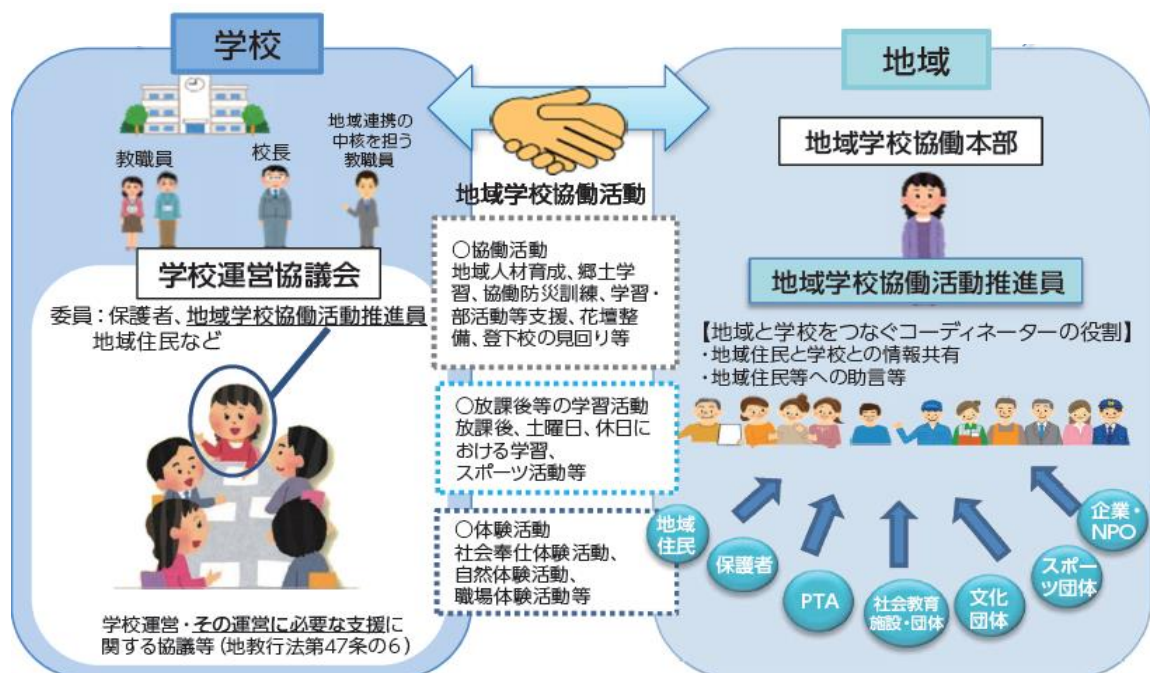 学校
地域連携の
中核を担う
教職員
教職員
校長
学校運営協議会
委員：保護者、地域学校協働活動推進員
地域住民など
学校運営・その運営に必要な支援に
関する協議等（地教行法第47条の6）
地域学校協働活動
○協働活動
地域人材育成、郷土学
習、協働防災訓練、学習・
部活動等支援、花壇整
備、登下校の見回り等
○放課後等の学習活動
放課後、土曜日、休日に
おける学習、
スポーツ活動等
○体験活動
社会奉仕体験活動、
自然体験活動、
職場体験活動等
地域
地域学校協働本部
地域学校協働活動推進員
【地域と学校をつなぐコーディネーターの役割】
・地域住民と学校との情報共有
・地域住民等への助言等
地域
住民
保護者
PTA
社会教育
施設・団体
文化
団体
スポー
ツ団体
企業・
NPO